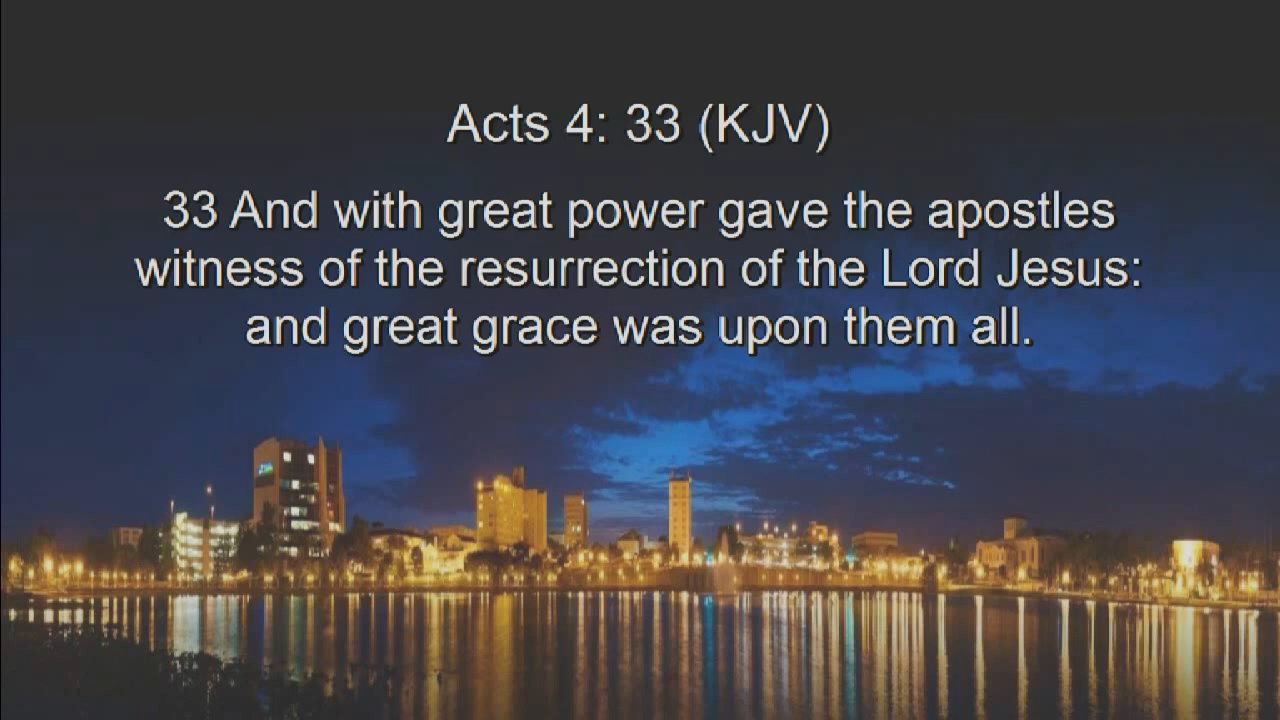 Acts 4: 33 (KJV)
33 And with great power gave the apostles
witness of the resurrection of the Lord Jesus:
and great grace was upon them all.